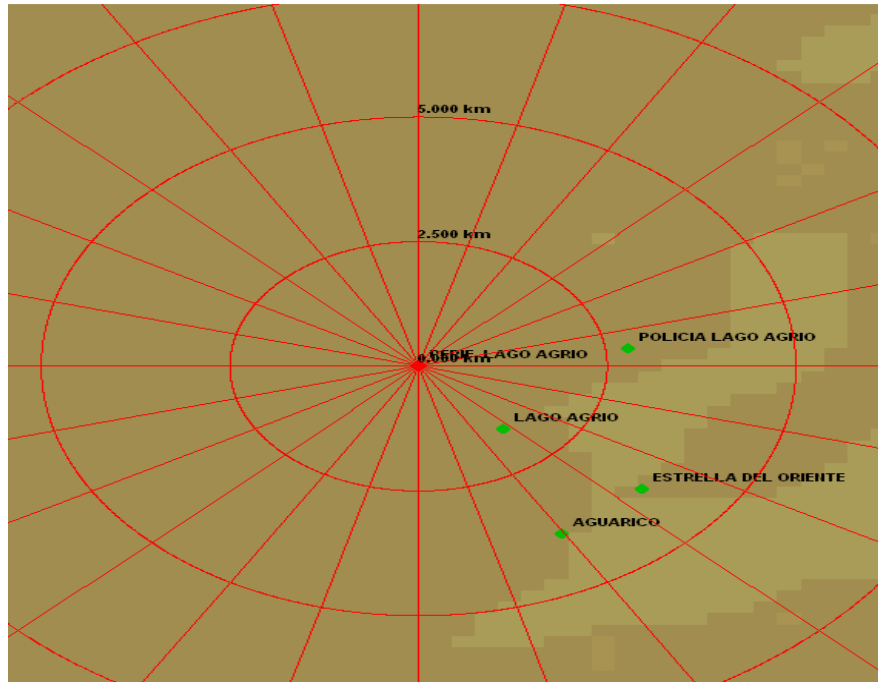 5.000 km
2.500 km
POLICIA LAGO AGRIO
SERIE LAGO AGRIO
0.000 km
LAGO AGRIO
ESTRELLA DEL ORIENTE
AGUARICO